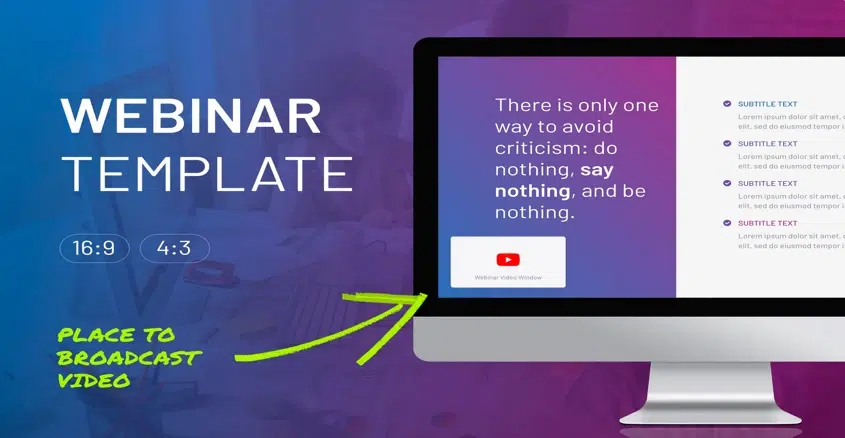 WEBINAR
TEMPLATE
16:9 4:3
PLACE TO
BROADCAST
VIDEO
There is only one
way to avoid
criticism: do
nothing, say
nothing, and be
nothing.
Webinar Video Window
SUBTITLE TEXT
Lorem ipsum dolor sit amet,
elit, sed do eiusmod tempor i
SUBTITLE TEXT
Lorem ipsum dolor sit amet,
elit, sed do eiusmod tempor i
SUBTITLE TEXT
Lorem ipsum dolor sit amet,
elit, sed do eiusmod tempor i
SUBTITLE TEXT
Lorem ipsum dolor sit amet,
elit, sed do eiusmod tempor i